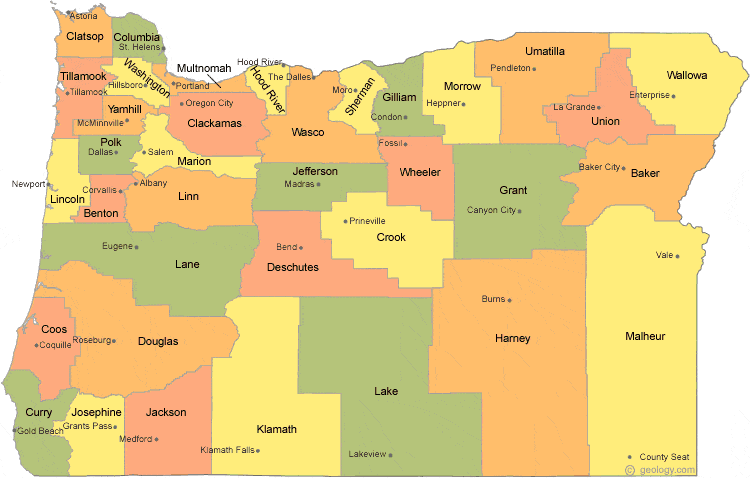 Astoria
Clatsop
Columbia
St. Helens
Tillamook
Tillamook
Washington
Hillsboro
Multnomah
Portland
Hood River
Hood River
The Dalles
Oregon City
Clackamas
Yamhill
McMinnville
Wasco
Moro
Sherman
Gilliam
Condon
Morrow
Heppner
Umatilla
Pendleton
La Grande
Union
Wallowa
Enterprise
Polk
Dallas
Salem
Marion
Fossil
Wheeler
Jefferson
Madras
Grant
Canyon City
Baker City
Baker
Newport
Lincoln
Corvallis
Benton
Albany
Linn
Prineville
Crook
Eugene
Lane
Bend
Deschutes
Vale
Malheur
Burns
Harney
Coos
Coquille
Roseburg
Douglas
Lake
Lakeview
Curry
Gold Beach
Josephine
Grants Pass
Jackson
Medford
Klamath
Klamath Falls
County Seat
© geology.com